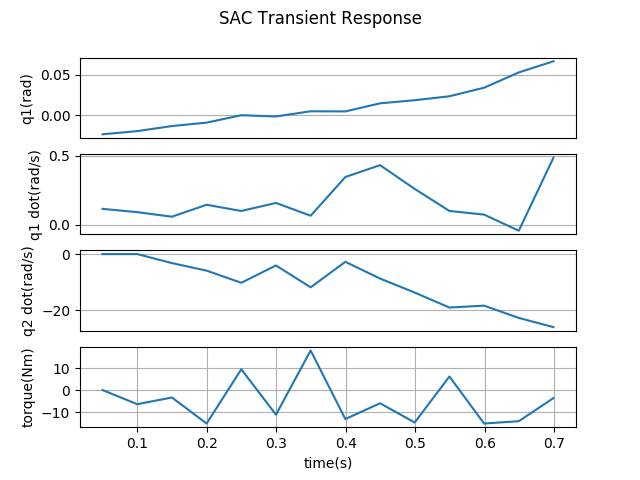 SAC Transient Response
q1(rad)
0.05
0.00
q1 dot(rad/s)
0.5
0.0
q2 dot(rad/s)
0
−20
torque(Nm)
10
0
−10
0.1 0.2 0.3 0.4 0.5 0.6 0.7
time(s)